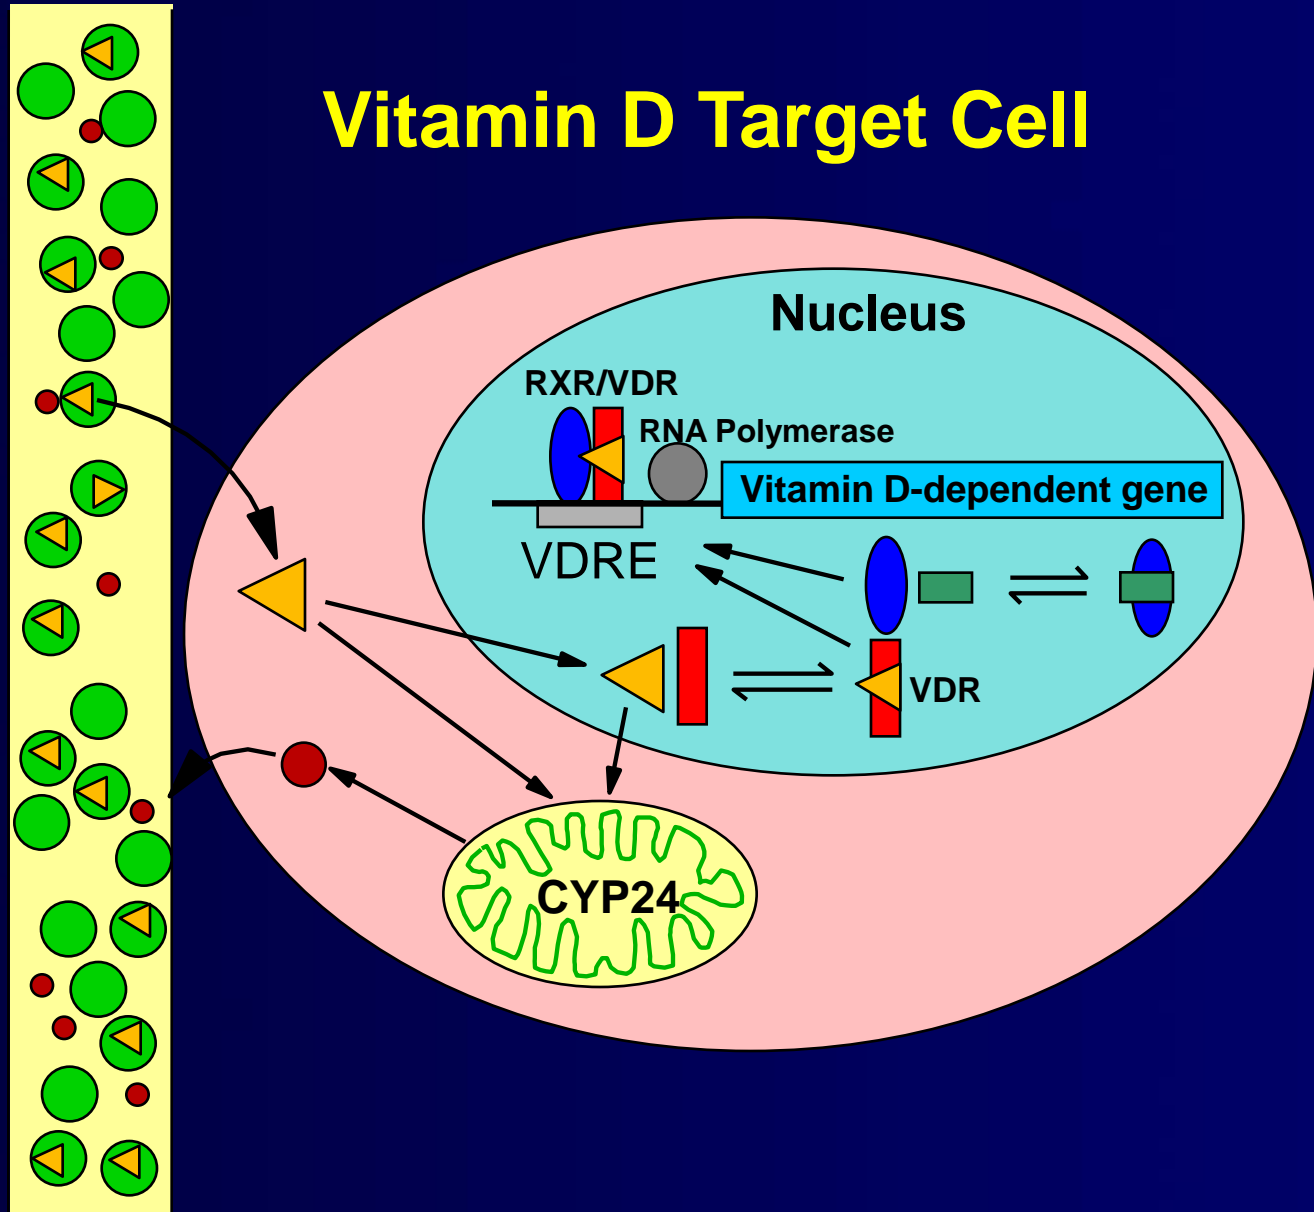 Vitamin D Target Cell
Nucleus
RXR/VDR
RNA Polymerase
Vitamin D-dependent gene
VDRE
VDR
CYP24